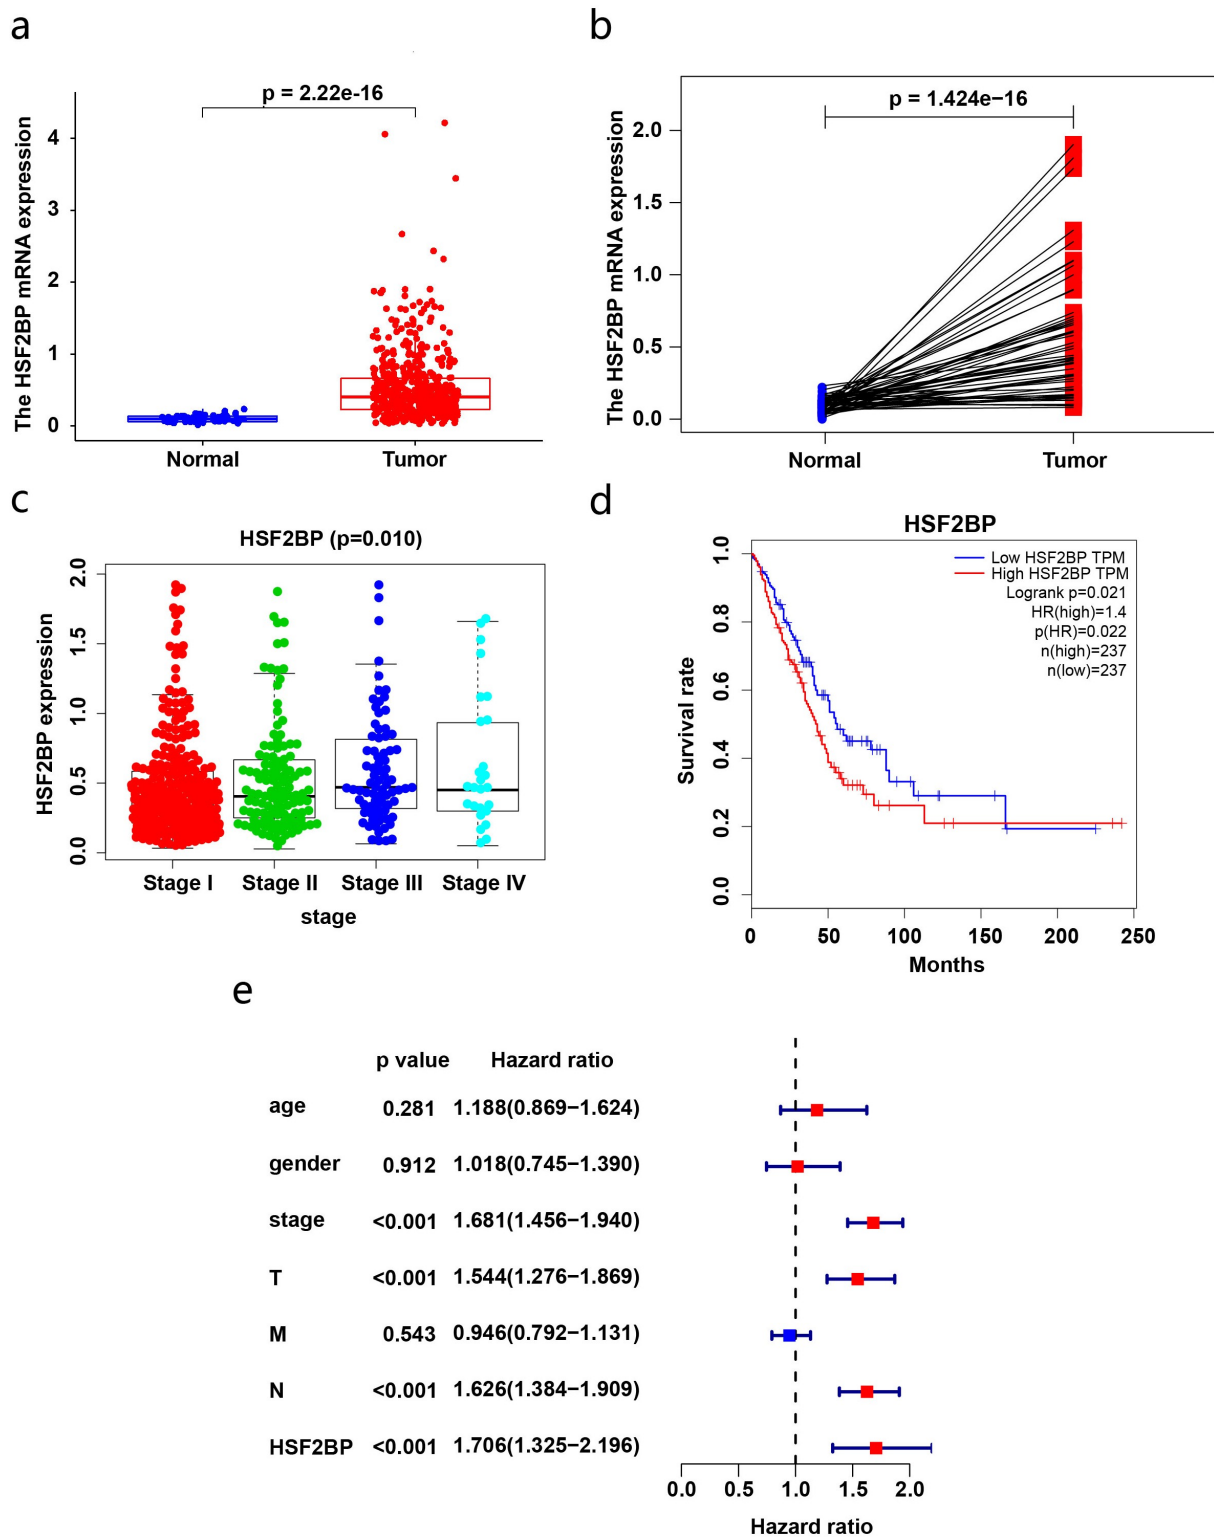 a
p = 2.22e-16
The HSF2BP mRNA expression
4
3
2
1
0
Normal Tumor
b
p = 1.424e−16
The HSF2BP mRNA expression
2.0
1.5
1.0
0.5
0.0
Normal Tumor
c
HSF2BP (p=0.010)
HSF2BP expression
2.0
1.5
1.0
0.5
0.0
Stage I Stage II Stage III Stage IV
stage
d
HSF2BP
Low HSF2BP TPM
High HSF2BP TPM
Logrank p=0.021
HR(high)=1.4
p(HR)=0.022
n(high)=237
n(low)=237
Survival rate
1.0
0.8
0.6
0.4
0.2
0.0
0 50 100 150 200 250
Months
e
p value Hazard ratio
age 0.281 1.188(0.869−1.624)
gender 0.912 1.018(0.745−1.390)
stage <0.001 1.681(1.456−1.940)
T <0.001 1.544(1.276−1.869)
M 0.543 0.946(0.792−1.131)
N <0.001 1.626(1.384−1.909)
HSF2BP <0.001 1.706(1.325−2.196)
0.0 0.5 1.0 1.5 2.0
Hazard ratio